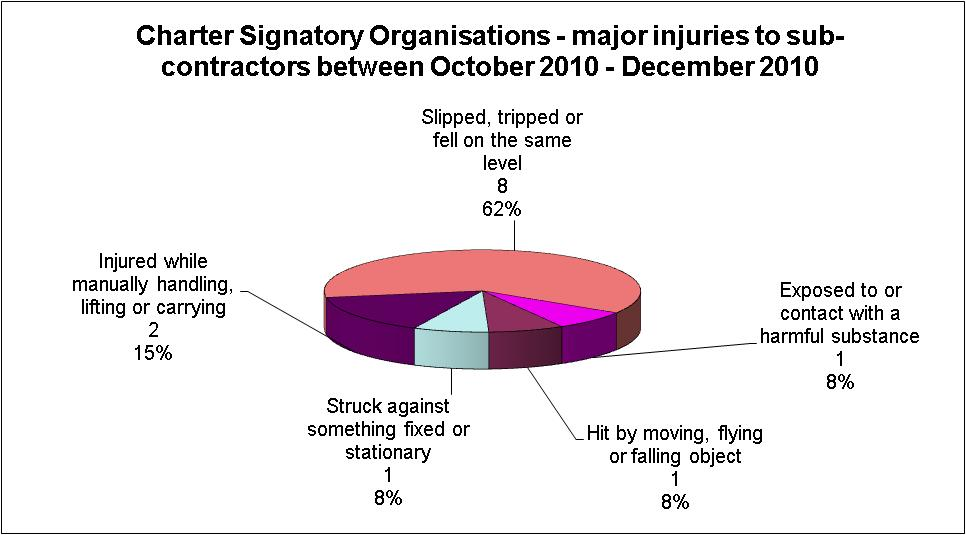 Charter Signatory Organisations - major injuries to sub-
contractors between October 2010 - December 2010
Slipped, tripped or
fell on the same
level
8
62%
Injured while
manually handling,
lifting or carrying
2
15%
Exposed to or
contact with a
harmful substance
1
8%
Struck against
something fixed or
stationary
1
8%
Hit by moving, flying
or falling object
1
8%